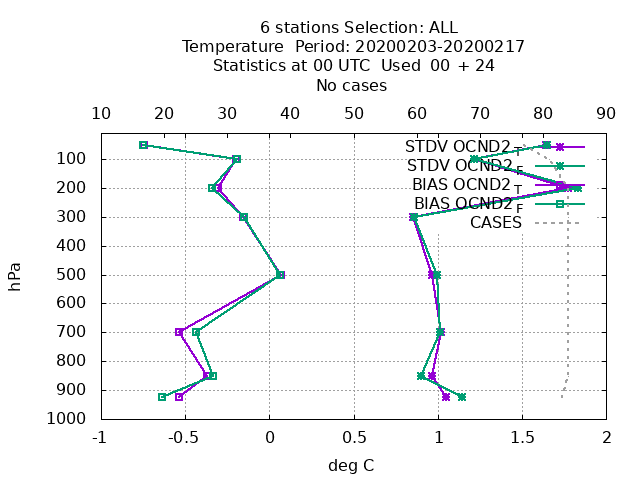 6 stations Selection: ALL
Temperature Period: 20200203-20200217
Statistics at 00 UTC Used 00 + 24
No cases
10 20 30 40 50 60 70 80 90
STDV OCND2_T
STDV OCND2_F
BIAS OCND2_T
BIAS OCND2_F
CASES
hPa
100
200
300
400
500
600
700
800
900
1000
-1 -0.5 0 0.5 1 1.5 2
deg C